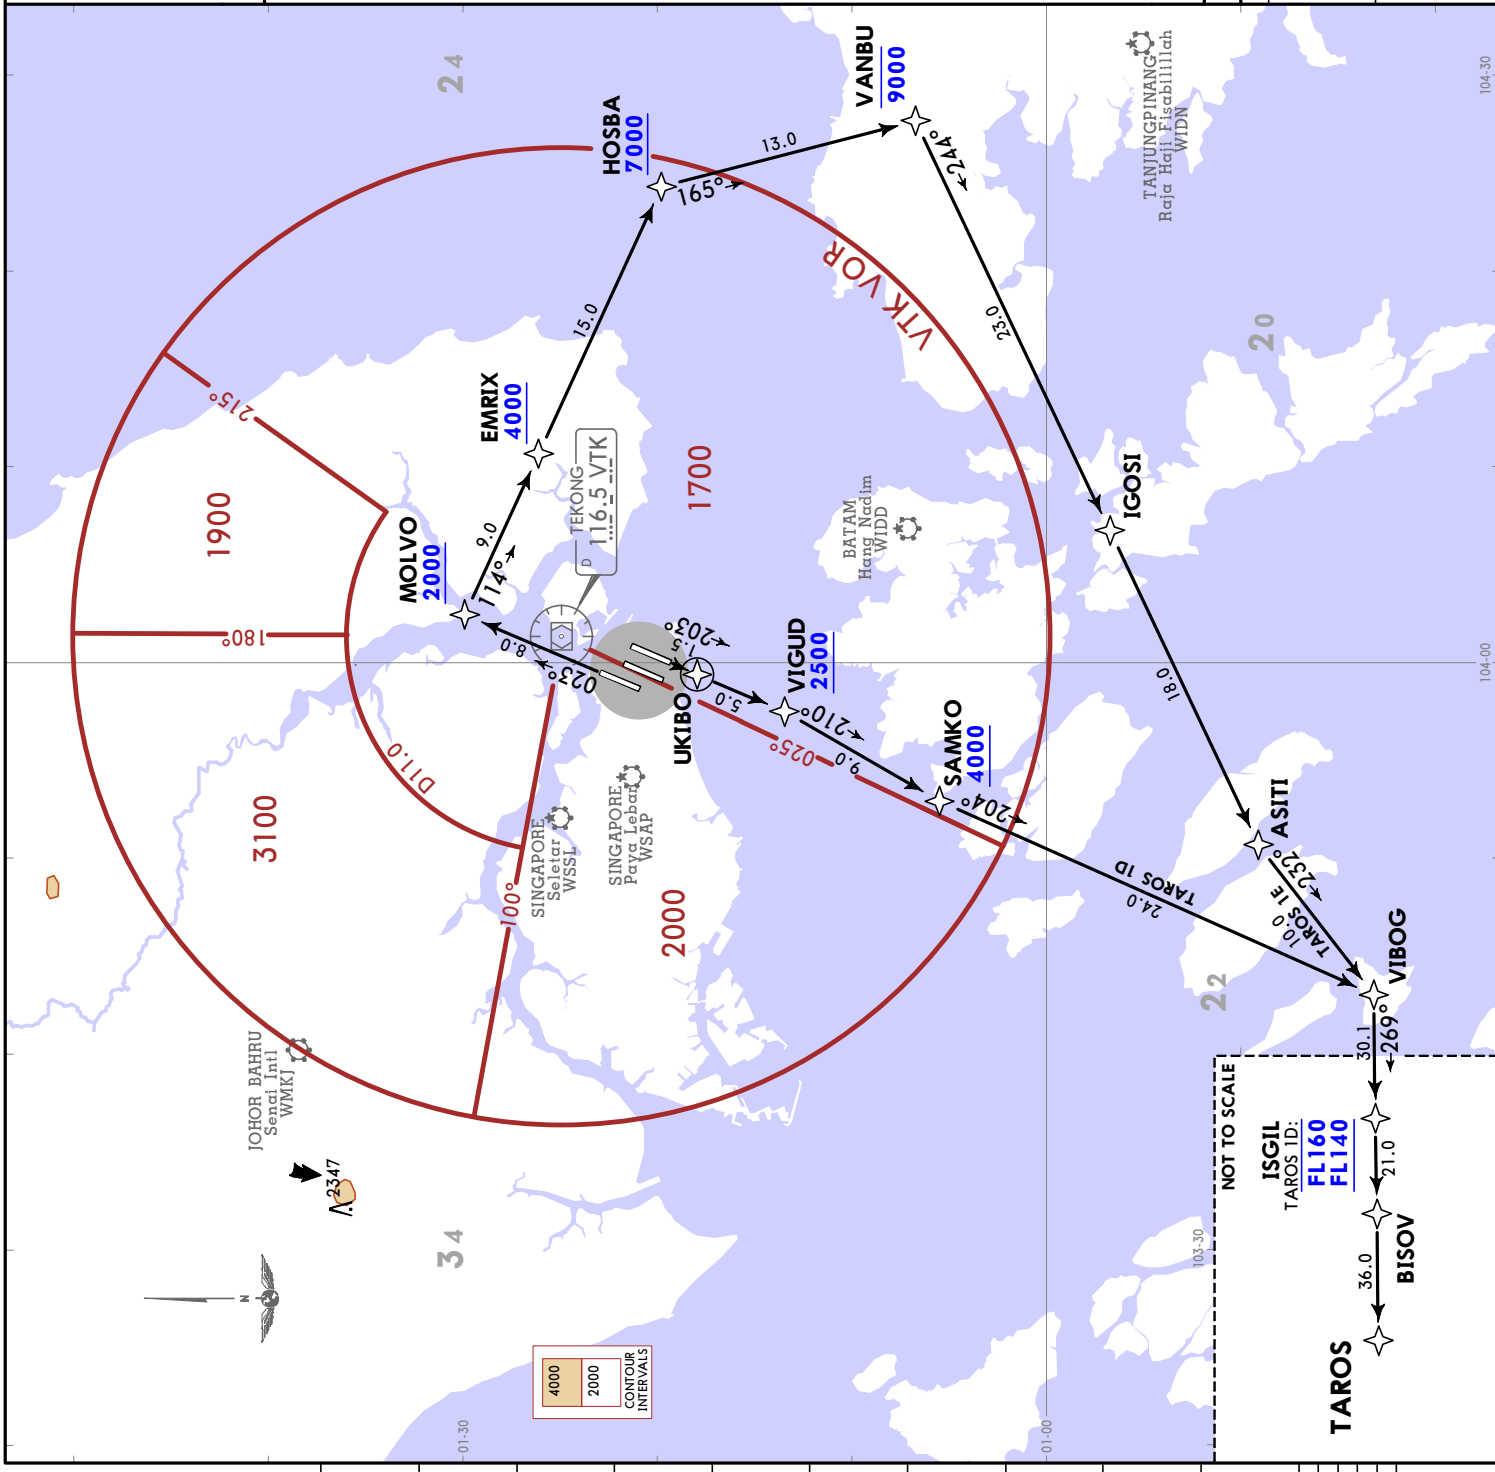 24
HOSBA
7000
VANBU
9000
TANJUNGPINANG
Raja Haji Fisabilillah
WIDN
104-30
165°
13.0
244°
VTK VOR
215°
15.0
23.0
20
EMRIX
4000
1900
TEKONG
D 116.5 VTK
1700
MOLVO
2000
9.0
114°
BATAM
Hang Nadim
WIDD
IGOSI
180°
8.0
023°
1.5
203°
UKIBO
VIGUD
2500
5.0
210°
104-00
18.0
D11.0
025°
9.0
SAMKO
4000
204°
3100
SINGAPORE
Seletar
WSSL
SINGAPORE
Paya Lebar
WSAP
ASITI
232°
TAROS 1D
24.0
10.0
TAROS 1E
100°
2000
22
VIBOG
269°
30.1
JOHOR BAHRU
Senai Intl
WMKJ
2347
NOT TO SCALE
ISGIL
TAROS 1D:
FL160
FL140
21.0
34
103-30
BISOV
36.0
N
TAROS
4000
2000
CONTOUR
INTERVALS
01-30
01-00